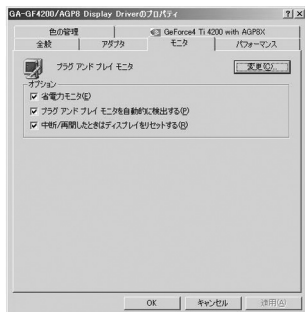 GA-GF4200/AGP8 Display Driverのプロパティ
色の管理
GeForce4 Ti 4200 with AGP8X
全般
アダプタ
モニタ
パフォーマンス
プラグ アンド プレイ モニタ
変更(C)...
オプション
省電力モニタ(E)
プラグ アンド プレイ モニタを自動的に検出する(P)
中断/再開したときはディスプレイをリセットする(R)
OK
キャンセル
適用(A)